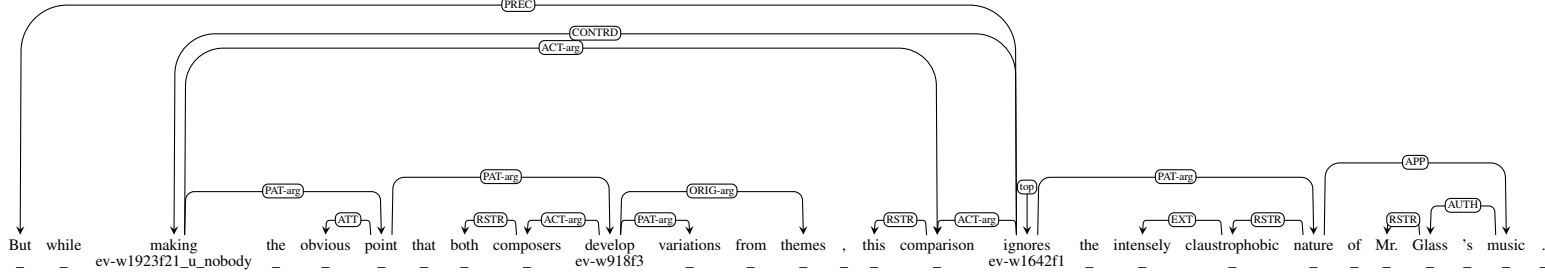 PREC
CONTRD
ACT-arg
APP
PAT-arg PAT-arg
top
PAT-arg ORIG-arg
AUTH
ATT RSTR ACT-arg PAT-arg RSTR ACT-arg EXT RSTR RSTR
But while making the obvious point that both composers develop variations from themes , this comparison ignores the intensely claustrophobic nature of Mr. Glass 's music .
_ _ ev-w1923f21_u_nobody _ _ _ _ _ _ ev-w918f3 _ _ _ _ _ _ ev-w1642f1 _ _ _ _ _ _ _ _ _ _